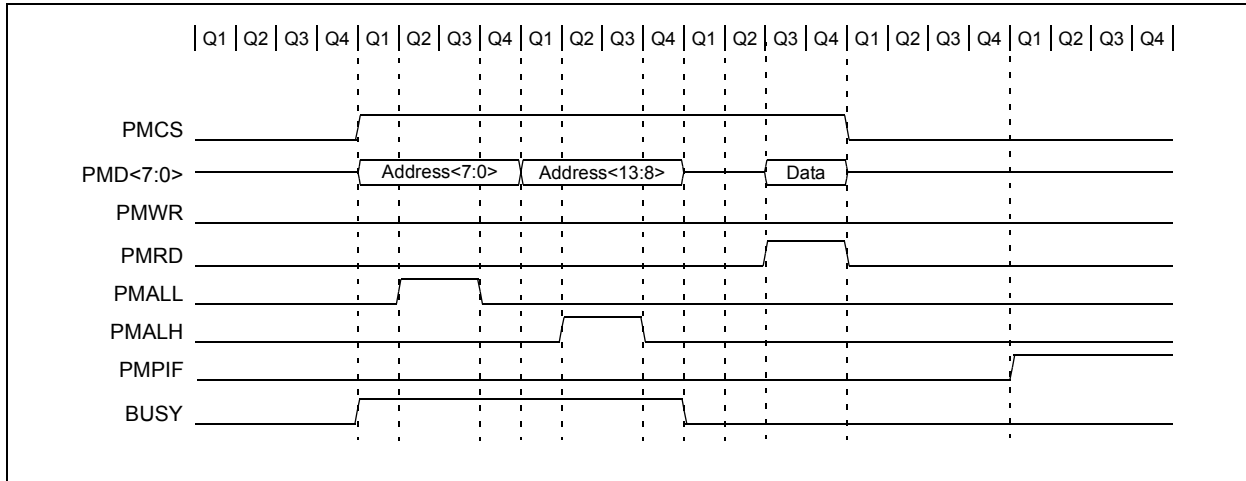 Q1 Q2 Q3 Q4 Q1 Q2 Q3 Q4 Q1 Q2 Q3 Q4 Q1 Q2 Q3 Q4 Q1 Q2 Q3 Q4 Q1 Q2 Q3 Q4
PMCS
PMD<7:0> Address<7:0> Address<13:8> Data
PMWR
PMRD
PMALL
PMALH
PMPIF
BUSY